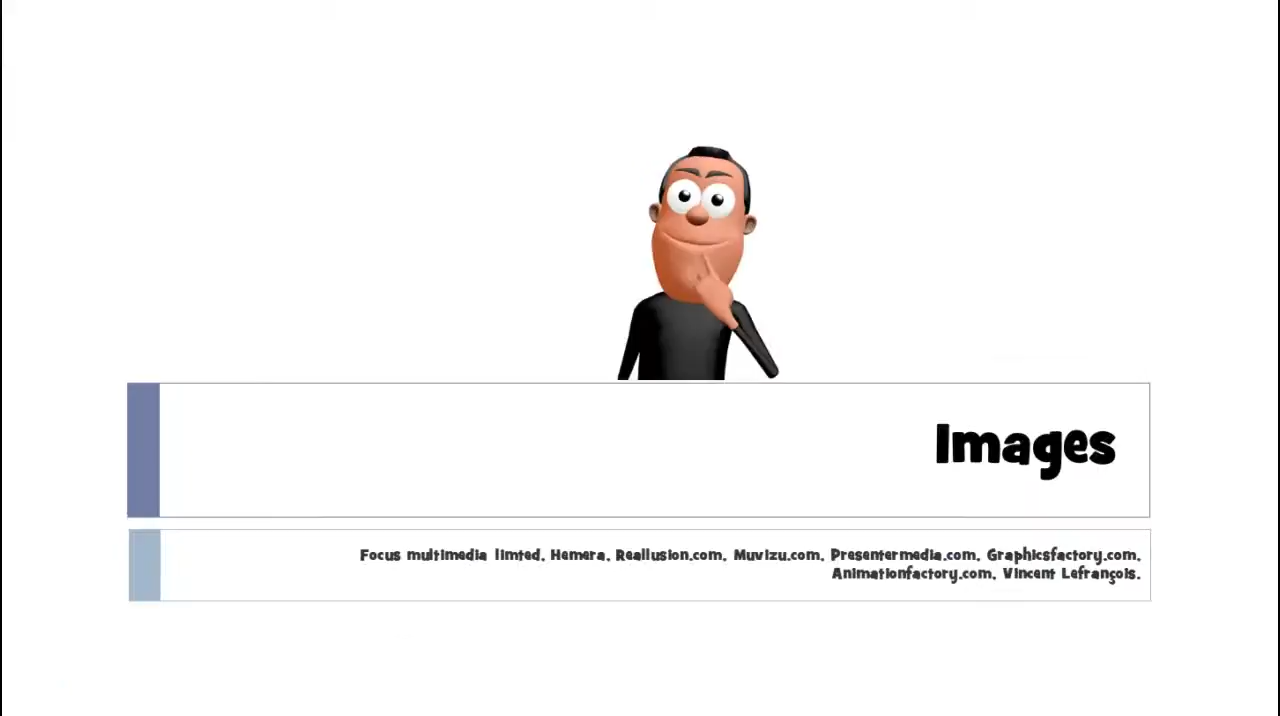 Images
Focus multimedia limted, Hemera, Reallusion.com, Muvizu.com, Presentermedia.com, Graphicsfactory.com,
Animationfactory.com, Vincent Lefrançois.